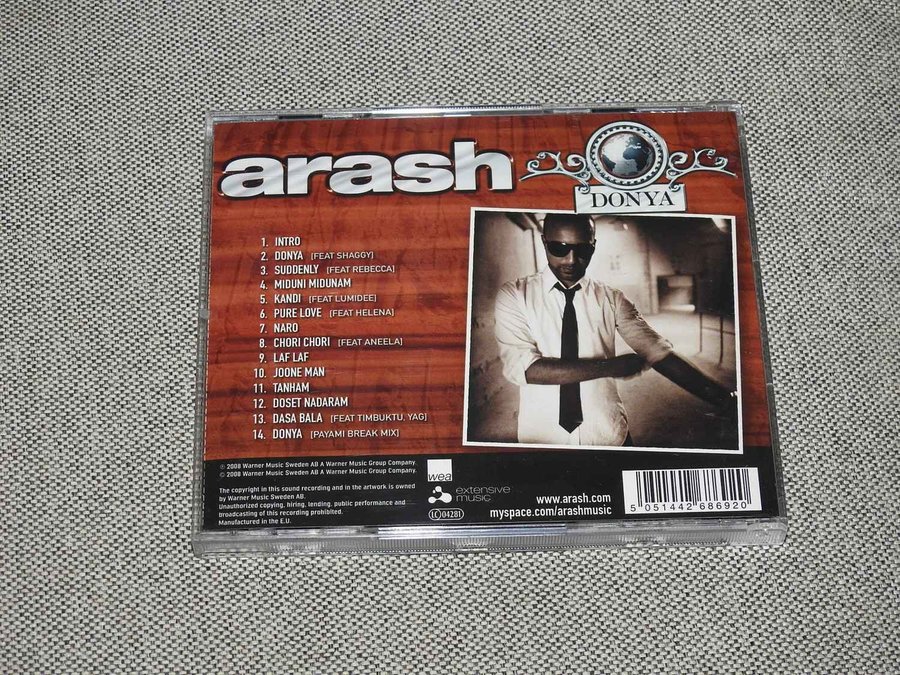 arash
DONYA
1. INTRO
2. DONYA [FEAT SHAGGY]
3. SUDDENLY [FEAT REBECCA]
4. MIDUNI MIDUNAM
5. KANDI [FEAT LUMIDEE]
6. PURE LOVE [FEAT HELENA]
7. NARO
8. CHORI CHORI [FEAT ANEELA]
9. LAF LAF
10. JOONE MAN
11. TANHAM
12. DOSET NADARAM
13. DASA BALA [FEAT TIMBUKTU, YAG]
14. DONYA [PAYAMI BREAK MIX]
℗ 2008 Warner Music Sweden AB A Warner Music Group Company.
© 2008 Warner Music Sweden AB A Warner Music Group Company.
The copyright in this sound recording and in the artwork is owned
by Warner Music Sweden AB.
Unauthorized copying, hiring, lending, public performance and
broadcasting of this recording prohibited.
Manufactured in the E.U.
wea
extensive
music
LC 04281
www.arash.com
myspace.com/arashmusic
5 051442 686920